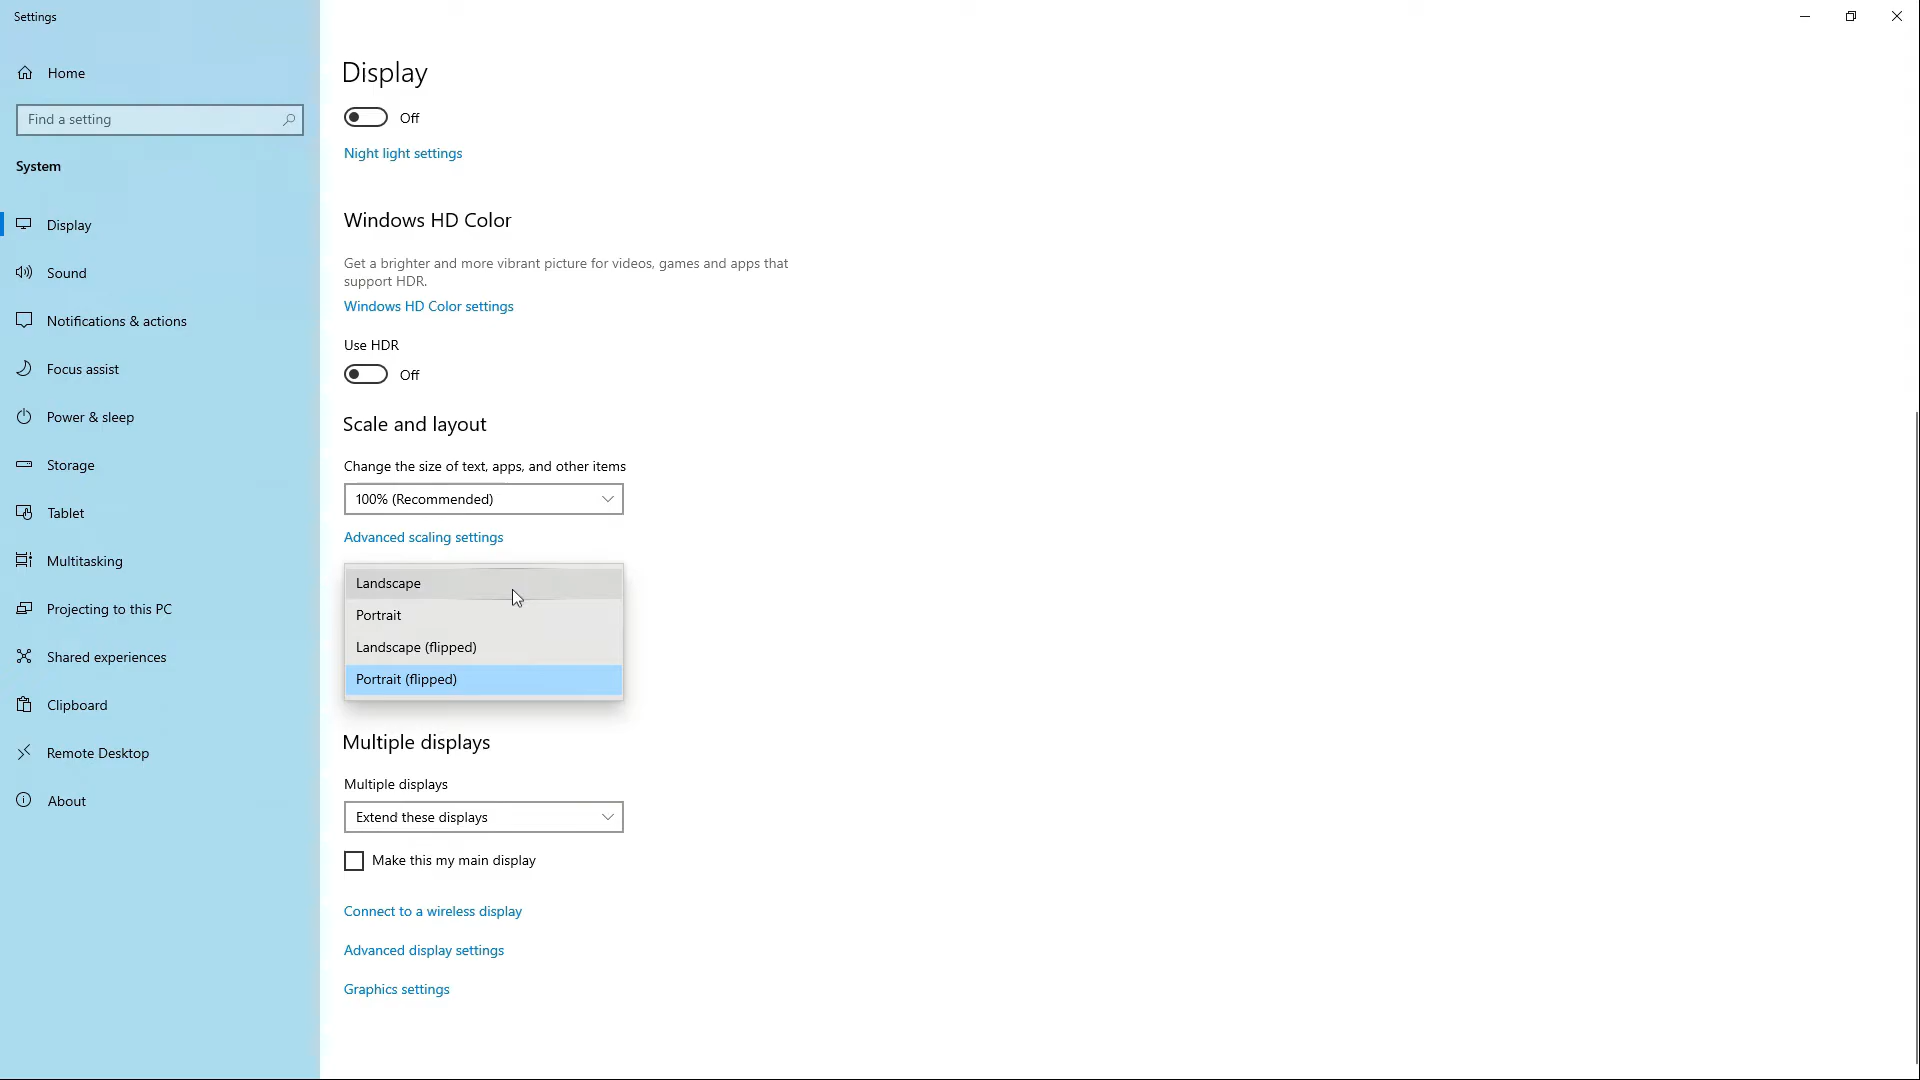 Settings
Home
Find a setting
System
Display
Sound
Notifications & actions
Focus assist
Power & sleep
Storage
Tablet
Multitasking
Projecting to this PC
Shared experiences
Clipboard
Remote Desktop
About
Display
Off
Night light settings
Windows HD Color
Get a brighter and more vibrant picture for videos, games and apps that
support HDR.
Windows HD Color settings
Use HDR
Off
Scale and layout
Change the size of text, apps, and other items
100% (Recommended)
Advanced scaling settings
Landscape
Portrait
Landscape (flipped)
Portrait (flipped)
Multiple displays
Multiple displays
Extend these displays
Make this my main display
Connect to a wireless display
Advanced display settings
Graphics settings